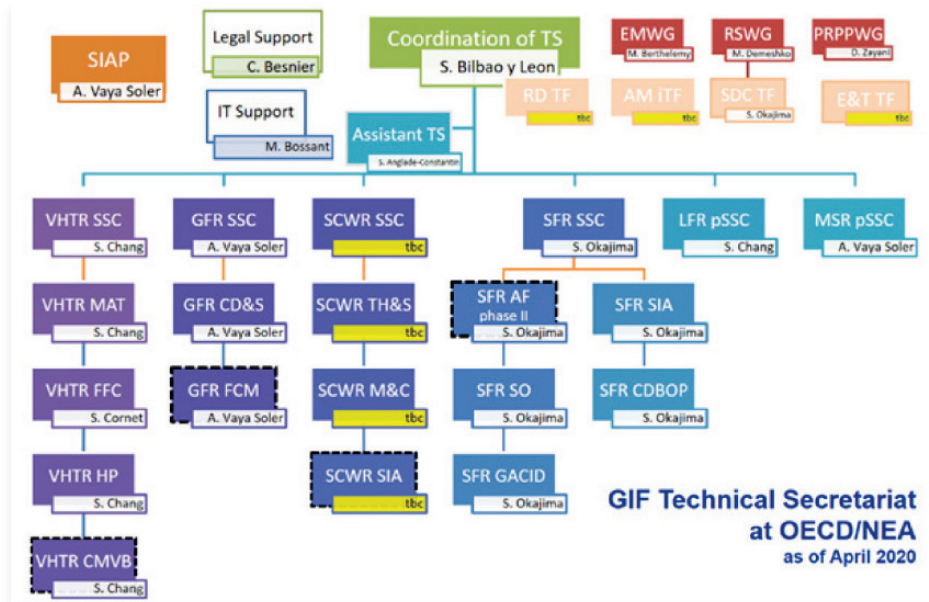 SIAP
A. Vaya Soler
Legal Support
C. Besnier
IT Support
M. Bossant
Coordination of TS
S. Bilbao y Leon
Assistant TS
S. Anglade-Constantin
EMWG
M. Berthelemy
RSWG
M. Demeshko
PRPPWG
D. Zayani
RD TF
tbc
AM iTF
tbc
SDC TF
S. Okajima
E&T TF
tbc
VHTR SSC
S. Chang
GFR SSC
A. Vaya Soler
SCWR SSC
tbc
SFR SSC
S. Okajima
LFR pSSC
S. Chang
MSR pSSC
A. Vaya Soler
VHTR MAT
S. Chang
GFR CD&S
A. Vaya Soler
SCWR TH&S
tbc
SFR AF
phase II
S. Okajima
SFR SIA
S. Okajima
VHTR FFC
S. Cornet
GFR FCM
A. Vaya Soler
SCWR M&C
tbc
SFR SO
S. Okajima
SFR CDBOP
S. Okajima
VHTR HP
S. Chang
SCWR SIA
tbc
SFR GACID
S. Okajima
VHTR CMVB
S. Chang
GIF Technical Secretariat
at OECD/NEA
as of April 2020